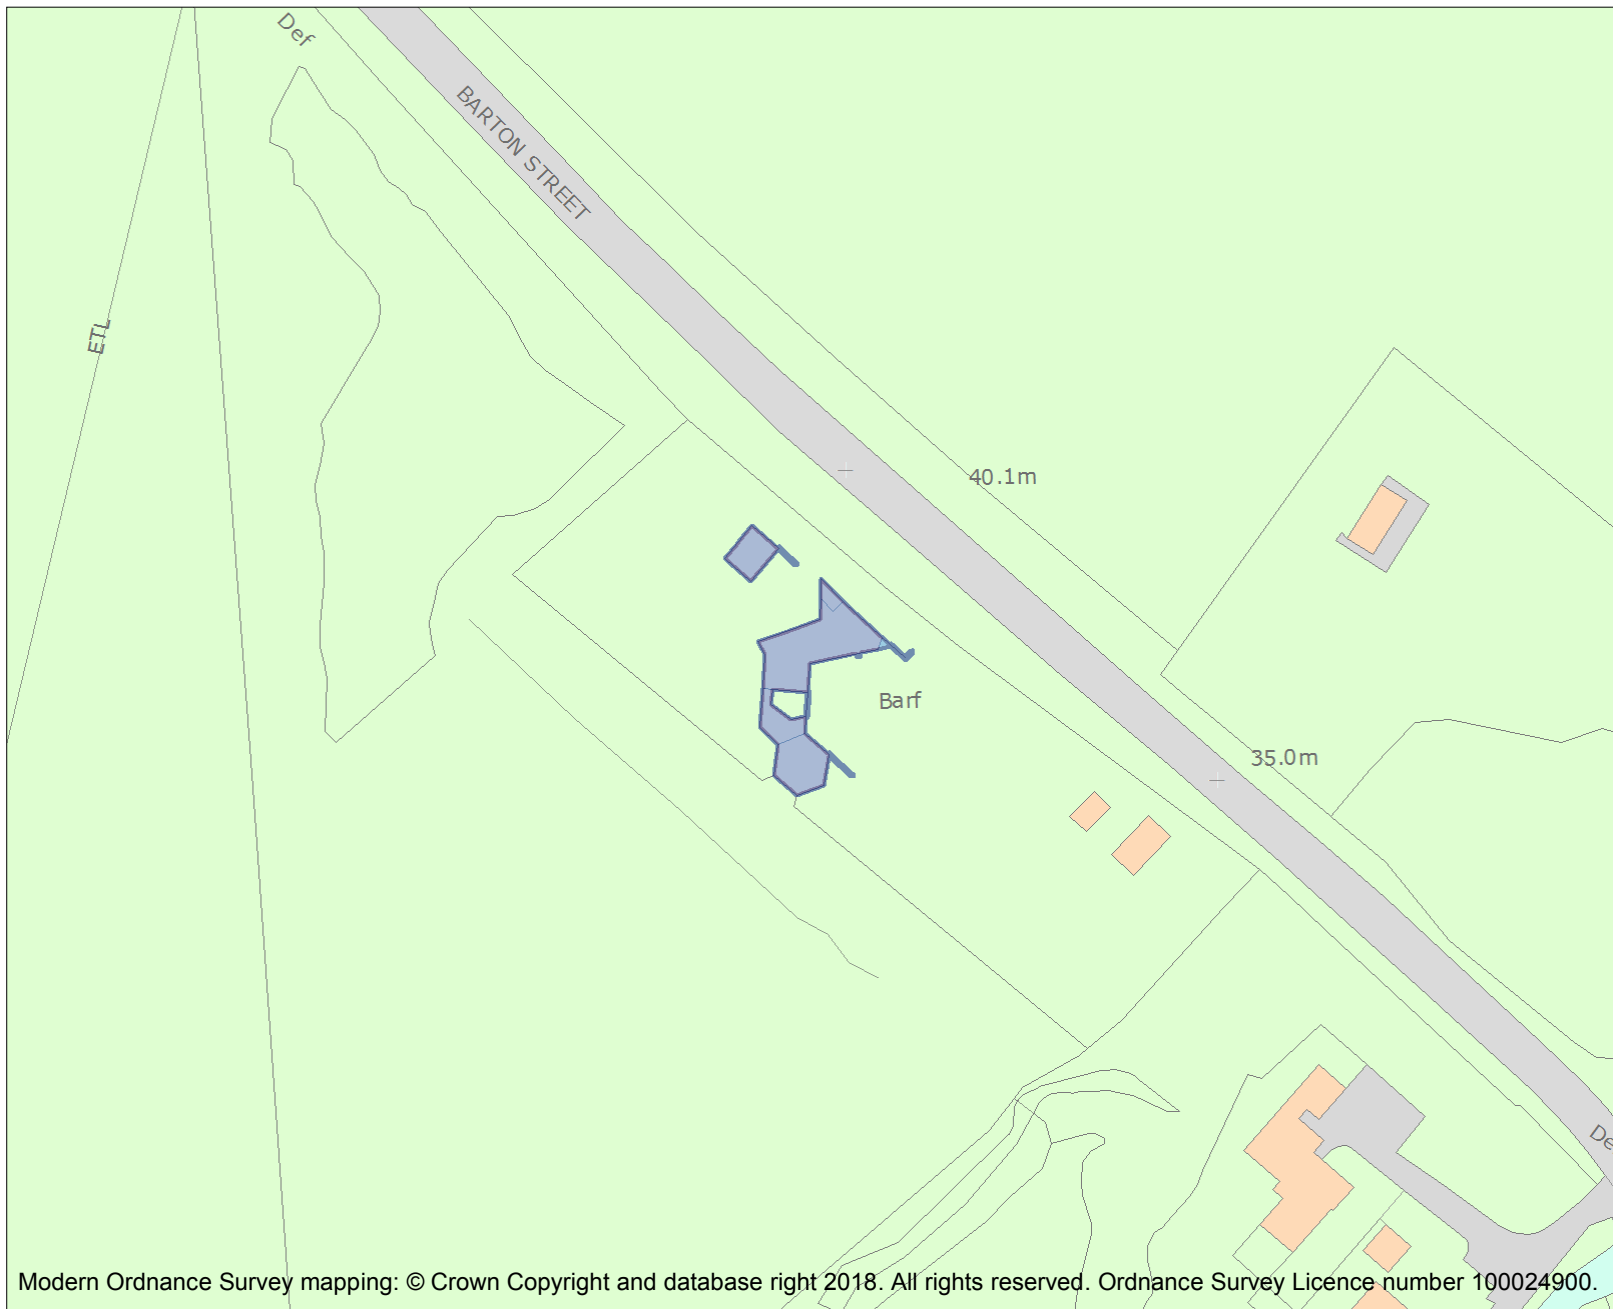 Def
BARTON STREET
ETL
40.1m
Barf
35.0m
De
Modern Ordnance Survey mapping: © Crown Copyright and database right 2018. All rights reserved. Ordnance Survey Licence number 100024900.